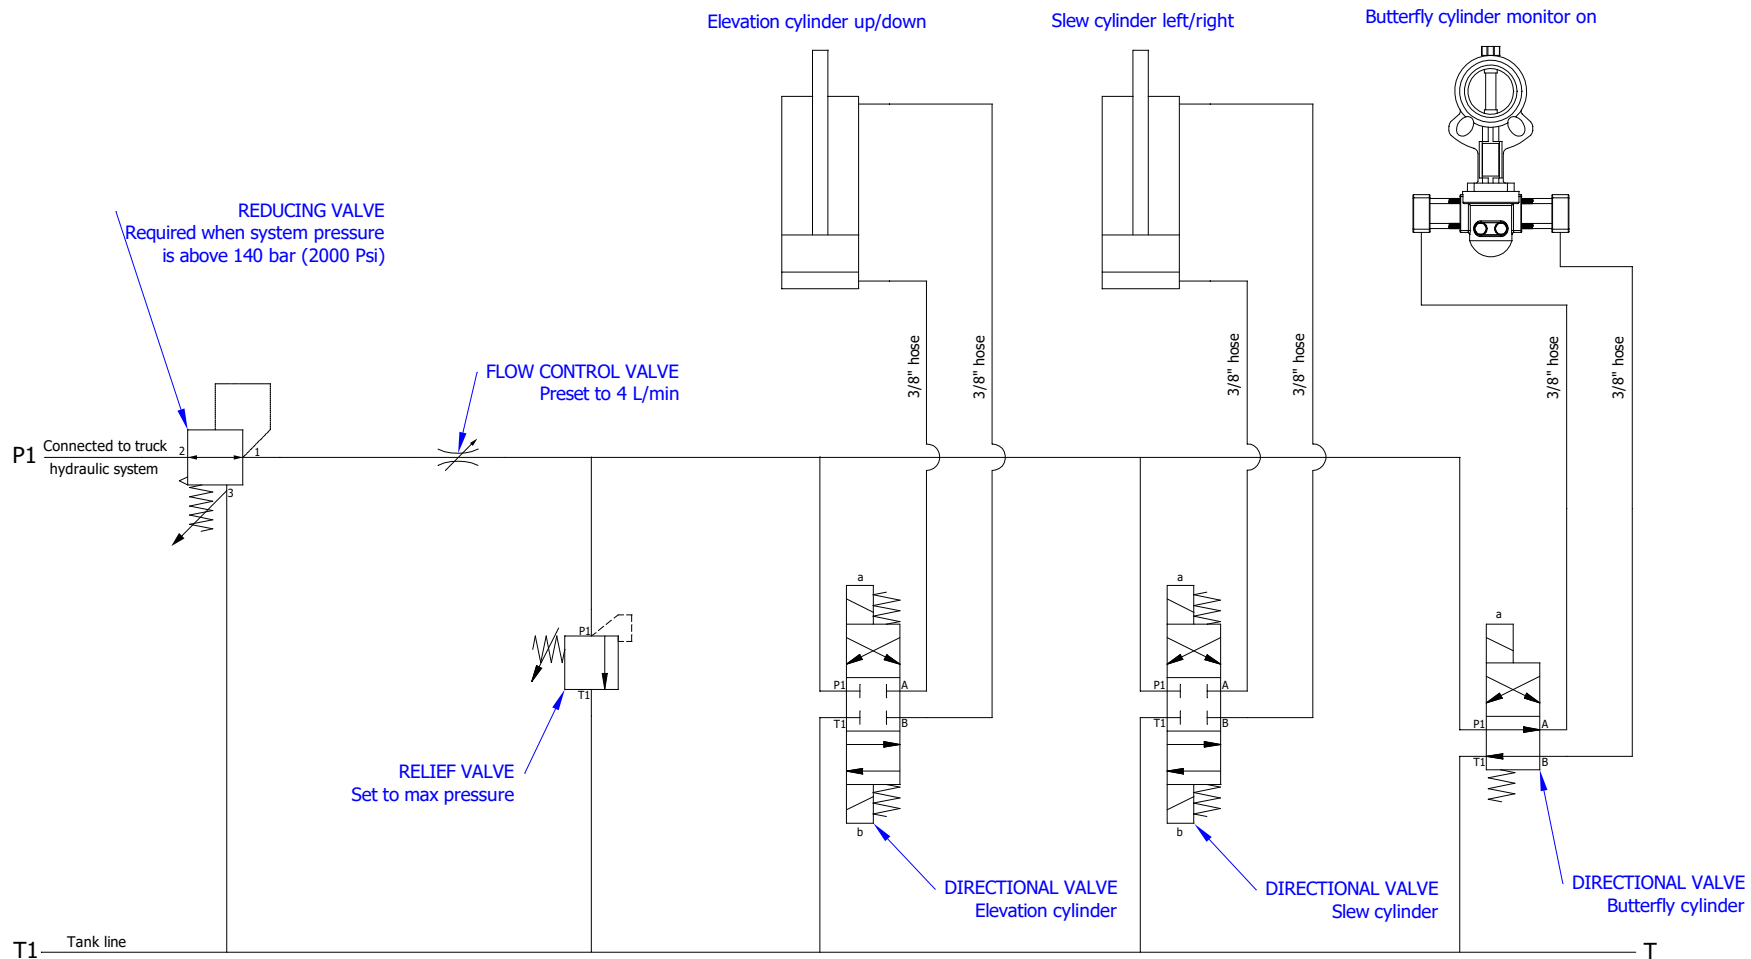 Elevation cylinder up/down
Slew cylinder left/right
Butterfly cylinder monitor on
REDUCING VALVE
Required when system pressure
is above 140 bar (2000 Psi)
FLOW CONTROL VALVE
Preset to 4 L/min
3/8" hose
3/8" hose
3/8" hose
3/8" hose
3/8" hose
3/8" hose
P1
Connected to truck
hydraulic system
2
1
3
a
a
a
P1
T1
P1
A
T1
B
P1
A
T1
B
P1
A
T1
B
RELIEF VALVE
Set to max pressure
b
b
DIRECTIONAL VALVE
Elevation cylinder
DIRECTIONAL VALVE
Slew cylinder
DIRECTIONAL VALVE
Butterfly cylinder
T1
Tank line
T